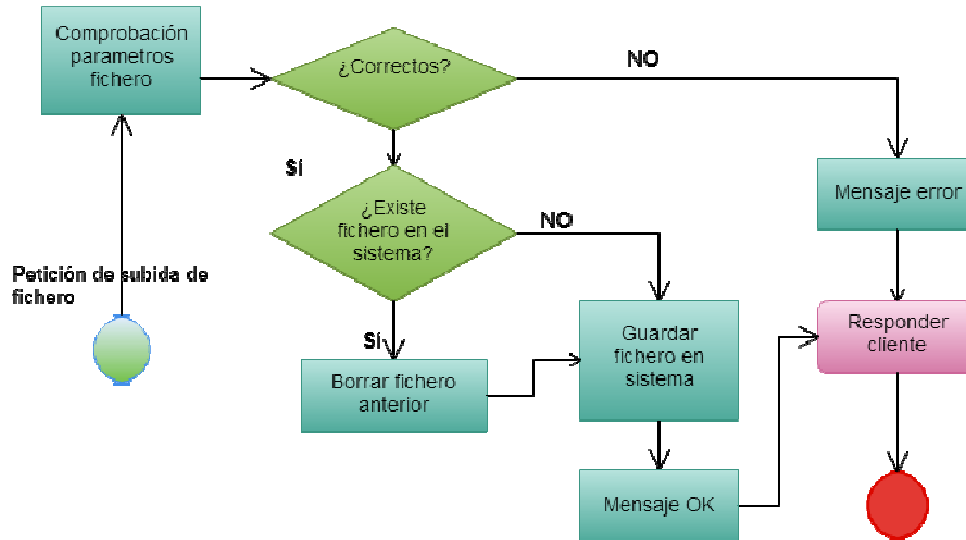 Comprobación
parametros
fichero
¿Correctos?
NO
Sí
Mensaje error
¿Existe
fichero en el
sistema?
NO
Petición de subida de
fichero
Sí
Guardar
fichero en
sistema
Responder
cliente
Borrar fichero
anterior
Mensaje OK